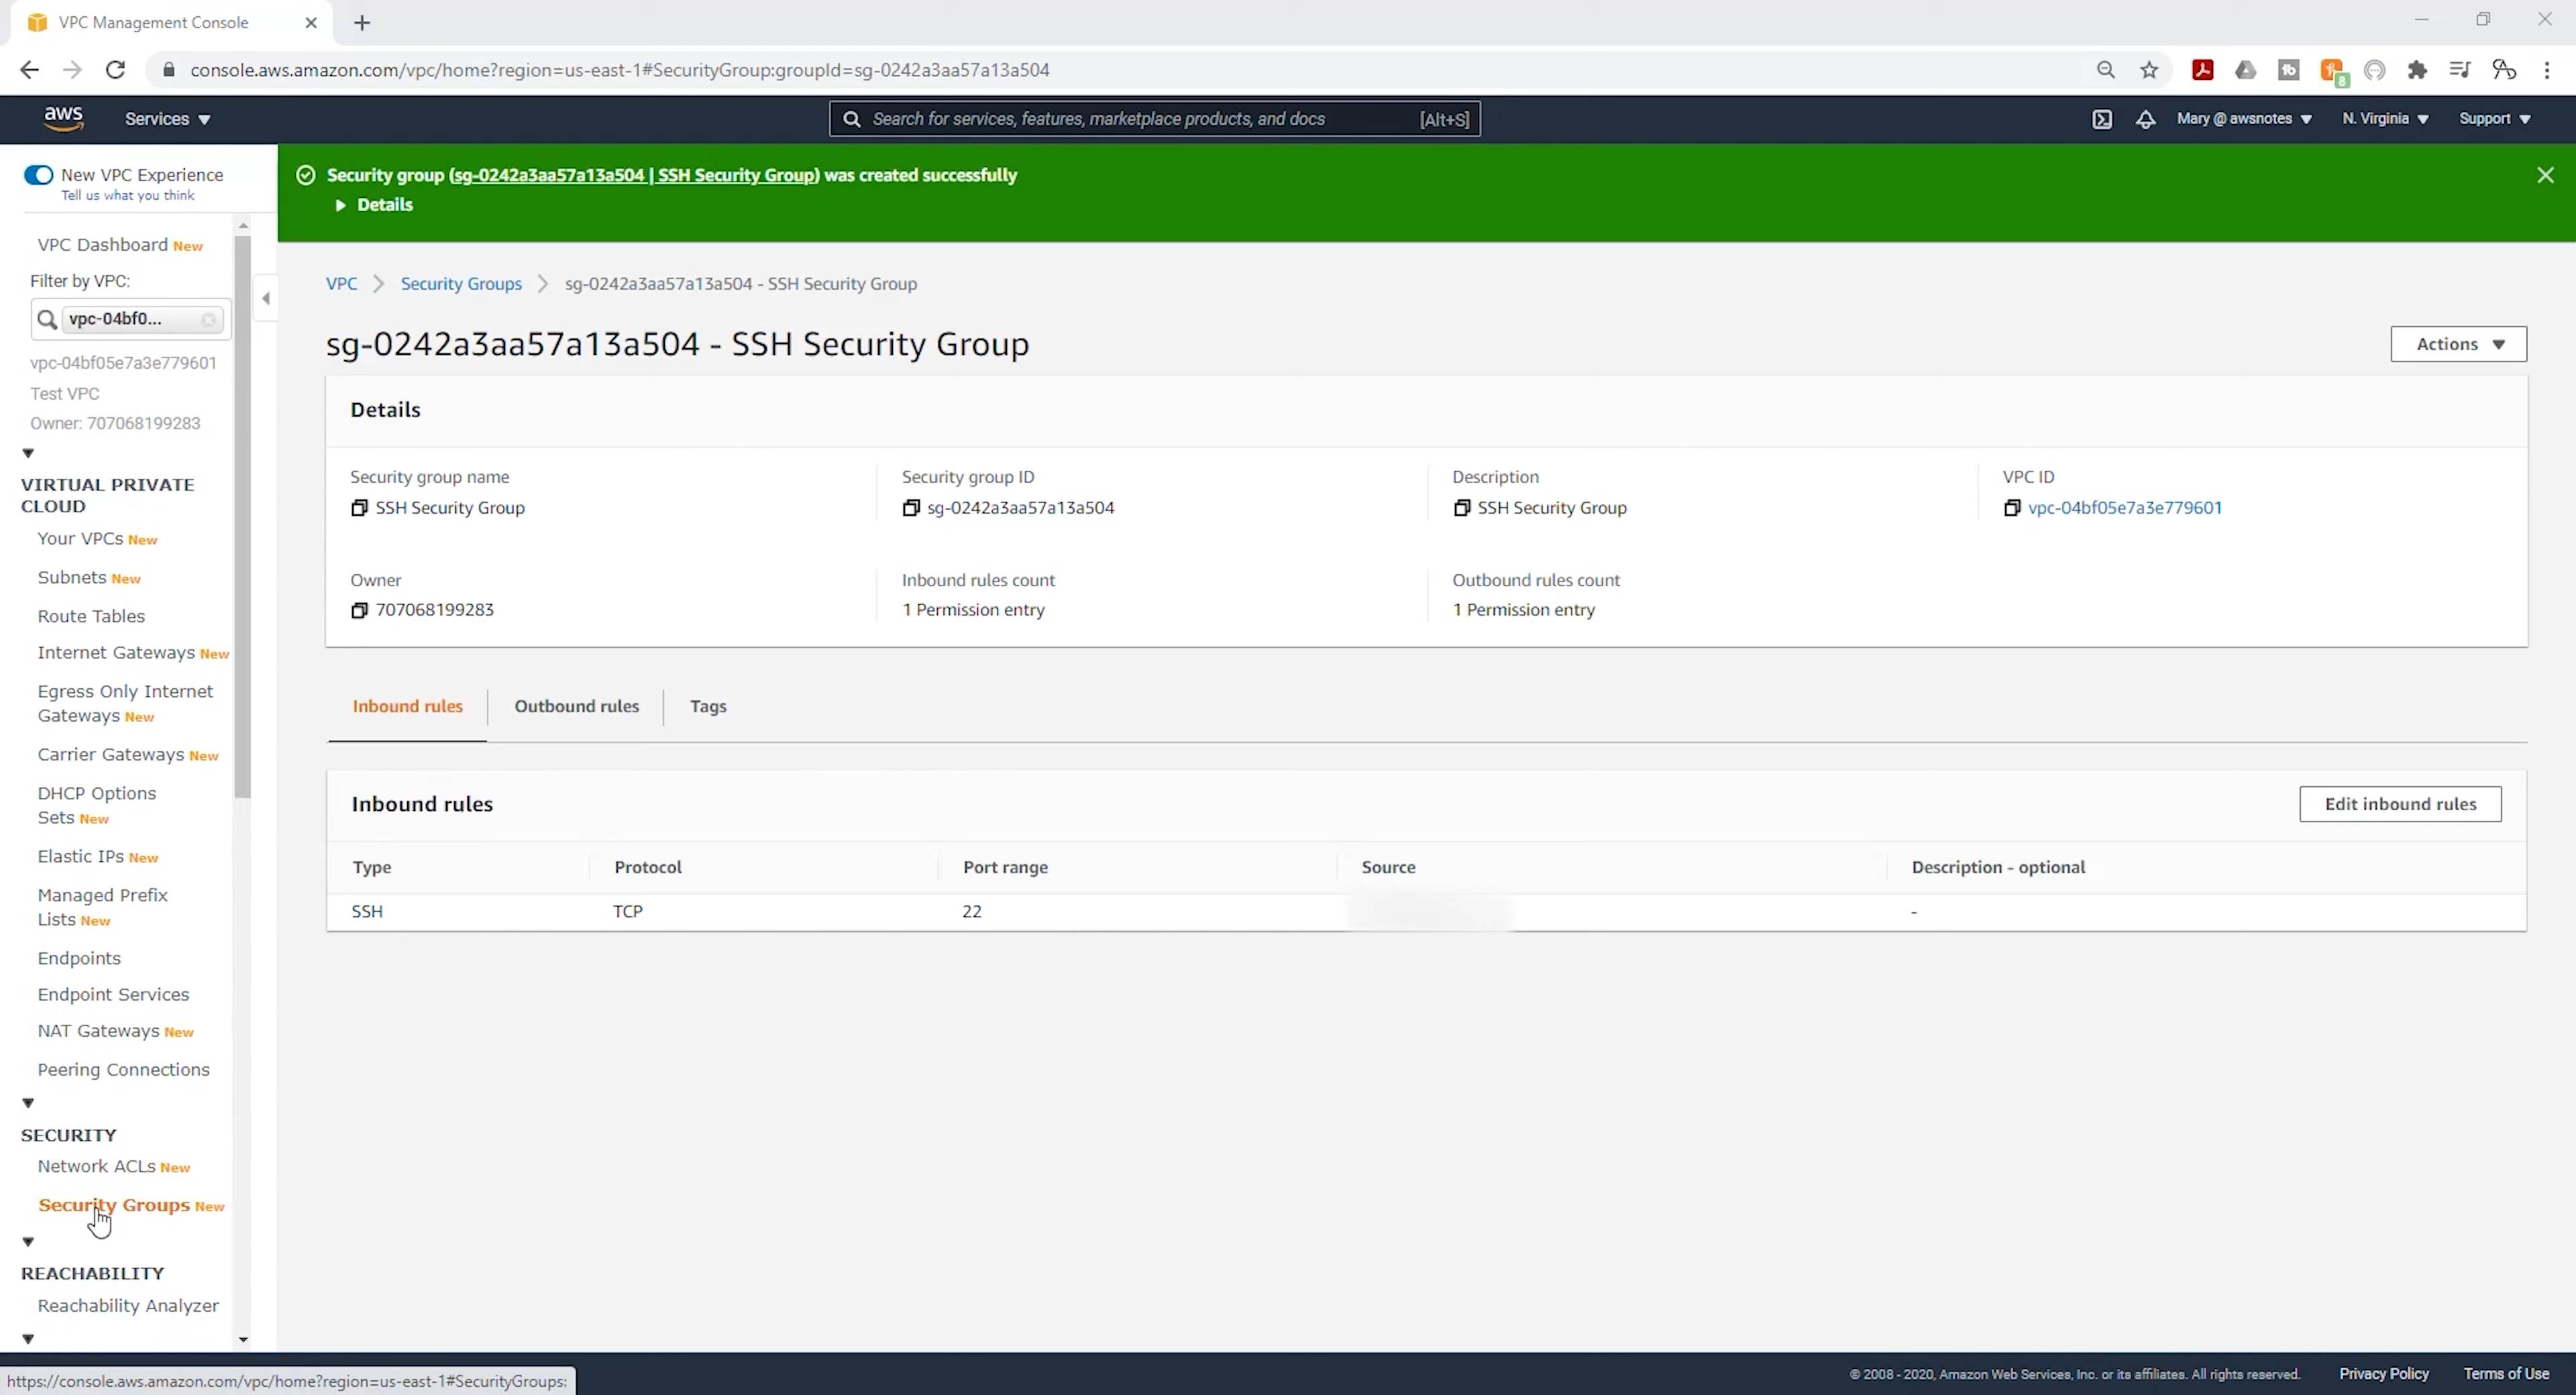 VPC Management Console
console.aws.amazon.com/vpc/home?region=us-east-1#SecurityGroup:groupId=sg-0242a3aa57a13a504
8
aws
Services
Search for services, features, marketplace products, and docs
[Alt+S]
Mary @ awsnotes
N. Virginia
Support
New VPC Experience
Tell us what you think
VPC Dashboard New
Filter by VPC:
vpc-04bf0...
vpc-04bf05e7a3e779601
Test VPC
Owner: 707068199283
VIRTUAL PRIVATE
CLOUD
Your VPCs New
Subnets New
Route Tables
Internet Gateways New
Egress Only Internet
Gateways New
Carrier Gateways New
DHCP Options
Sets New
Elastic IPs New
Managed Prefix
Lists New
Endpoints
Endpoint Services
NAT Gateways New
Peering Connections
SECURITY
Network ACLs New
Security Groups New
REACHABILITY
Reachability Analyzer
Security group (sg-0242a3aa57a13a504 | SSH Security Group) was created successfully
Details
VPC > Security Groups > sg-0242a3aa57a13a504 - SSH Security Group
sg-0242a3aa57a13a504 - SSH Security Group
Actions
Details
Security group name
SSH Security Group
Security group ID
sg-0242a3aa57a13a504
Description
SSH Security Group
VPC ID
vpc-04bf05e7a3e779601
Owner
707068199283
Inbound rules count
1 Permission entry
Outbound rules count
1 Permission entry
Inbound rules
Outbound rules
Tags
Inbound rules
Edit inbound rules
Type Protocol Port range Source Description - optional
SSH TCP 22 -
https://console.aws.amazon.com/vpc/home?region=us-east-1#SecurityGroups:
© 2008 - 2020, Amazon Web Services, Inc. or its affiliates. All rights reserved.
Privacy Policy
Terms of Use